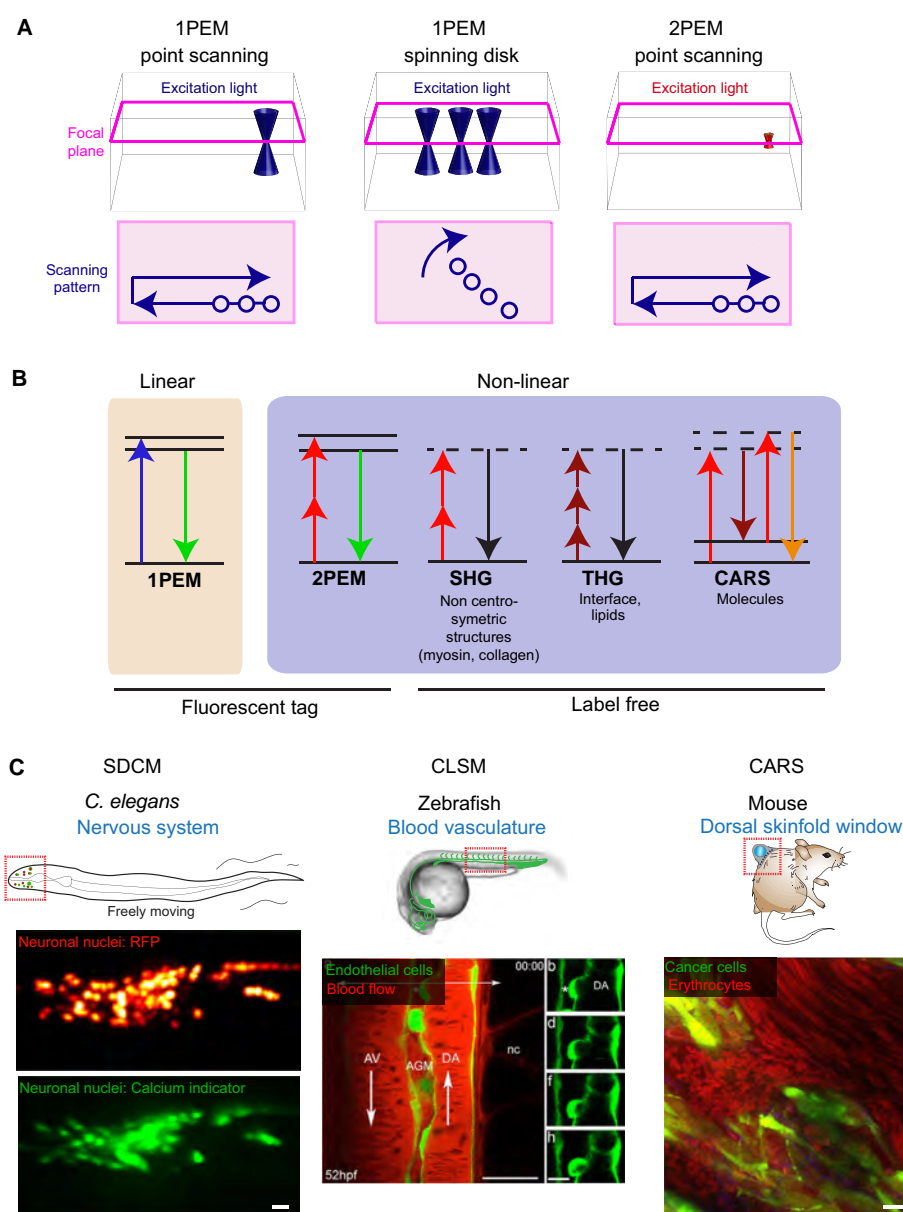 A
1PEM
point scanning
1PEM
spinning disk
2PEM
point scanning
Excitation light
Excitation light
Excitation light
Focal
plane
Scanning
pattern
B
Linear
Non-linear
1PEM
2PEM
SHG
THG
CARS
Non centro-
symetric
structures
(myosin, collagen)
Interface,
lipids
Molecules
Fluorescent tag
Label free
C
SDCM
CLSM
CARS
C. elegans
Nervous system
Zebrafish
Blood vasculature
Mouse
Dorsal skinfold window
Freely moving
Neuronal nuclei: RFP
Neuronal nuclei: Calcium indicator
Endothelial cells
Blood flow
00:00
AV
AGM
DA
nc
52hpf
b
*
DA
d
f
h
Cancer cells
Erythrocytes